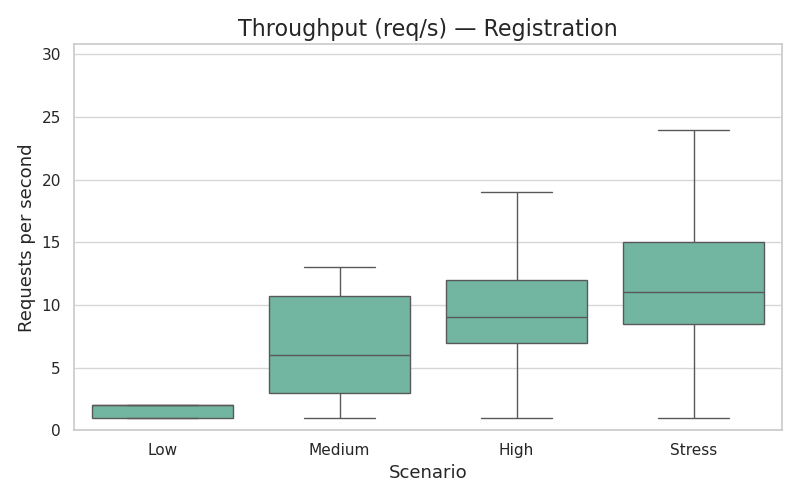 Throughput (req/s) — Registration
Requests per second
30
25
20
15
10
5
0
Low Medium High Stress
Scenario